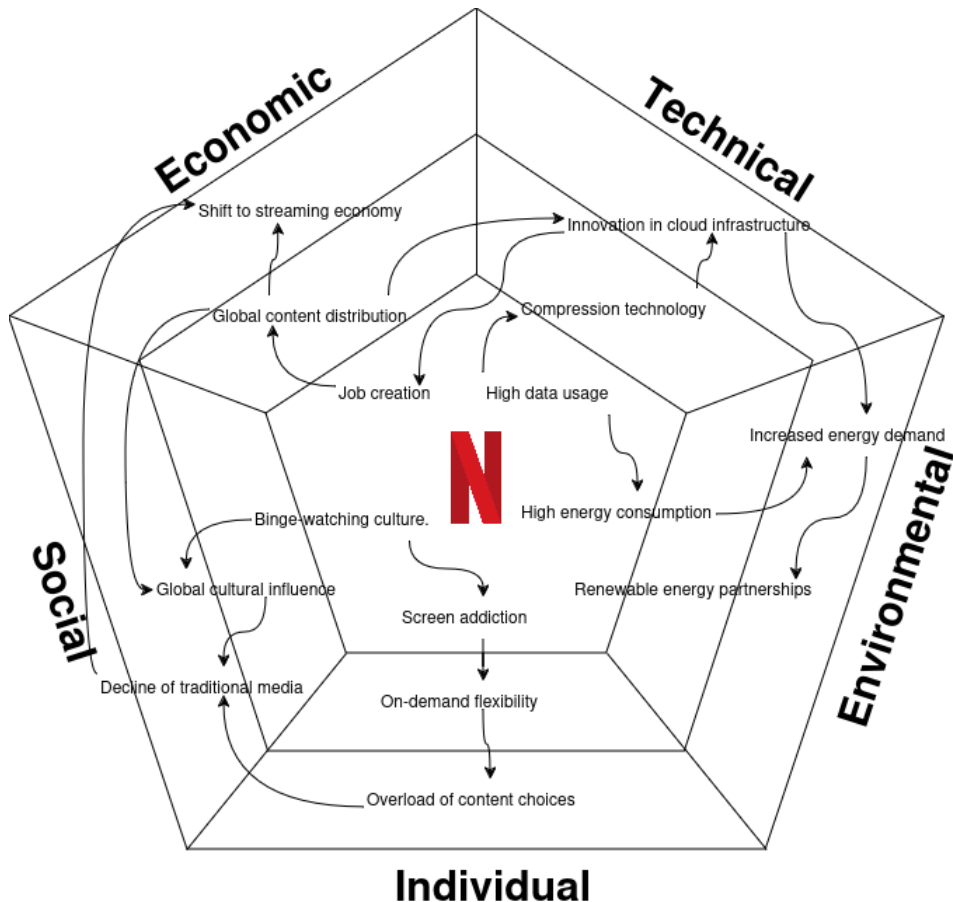 Economic
Technical
Shift to streaming economy
Innovation in cloud infrastructure
Global content distribution
Compression technology
Job creation
High data usage
Increased energy demand
Binge-watching culture.
High energy consumption
Global cultural influence
Renewable energy partnerships
Social
Environmental
Screen addiction
Decline of traditional media
On-demand flexibility
Overload of content choices
Individual